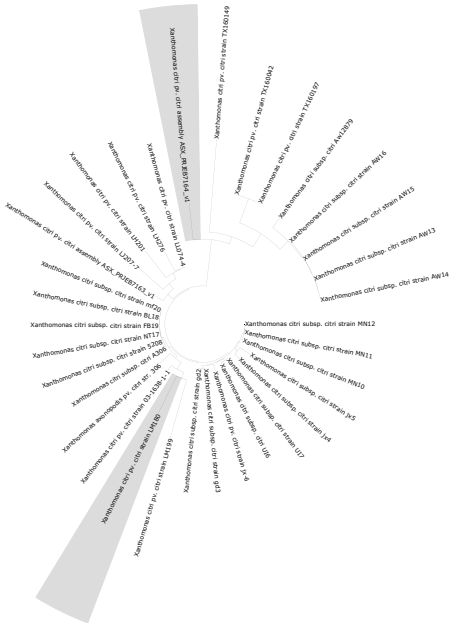 Xanthomonas citri pv. citri assembly ASX_PRJEB7164_v1
Xanthomonas citri pv. citri strain TX160149
Xanthomonas citri pv. citri strain TX160042
Xanthomonas citri pv. citri strain TX160197
Xanthomonas citri subsp. citri Aw12879
Xanthomonas citri subsp. citri strain AW16
Xanthomonas citri subsp. citri strain AW15
Xanthomonas citri subsp. citri strain AW13
Xanthomonas citri subsp. citri strain AW14
Xanthomonas citri subsp. citri strain MN12
Xanthomonas citri subsp. citri strain MN11
Xanthomonas citri subsp. citri strain MN10
Xanthomonas citri subsp. citri strain jx5
Xanthomonas citri subsp. citri strain jx4
Xanthomonas citri subsp. citri strain UI7
Xanthomonas citri subsp. citri UI6
Xanthomonas citri pv. citri strain jx-6
Xanthomonas citri subsp. citri strain gd3
Xanthomonas citri subsp. citri strain gd2
Xanthomonas citri pv. citri strain LM199
Xanthomonas citri pv. citri strain LM180
Xanthomonas citri pv. citri strain 03-1638-1-1
Xanthomonas axonopodis pv. citri str. 306
Xanthomonas citri subsp. citri A306
Xanthomonas citri subsp. citri strain 5208
Xanthomonas citri subsp. citri strain NT17
Xanthomonas citri subsp. citri strain FB19
Xanthomonas citri subsp. citri strain BL18
Xanthomonas citri subsp. citri strain mf20
Xanthomonas citri pv. citri assembly ASX_PRJEB7163_v1
Xanthomonas citri pv. citri strain LJ207-7
Xanthomonas citri pv. citri strain LH201
Xanthomonas citri pv. citri strain LH276
Xanthomonas citri pv. citri strain LL074-4